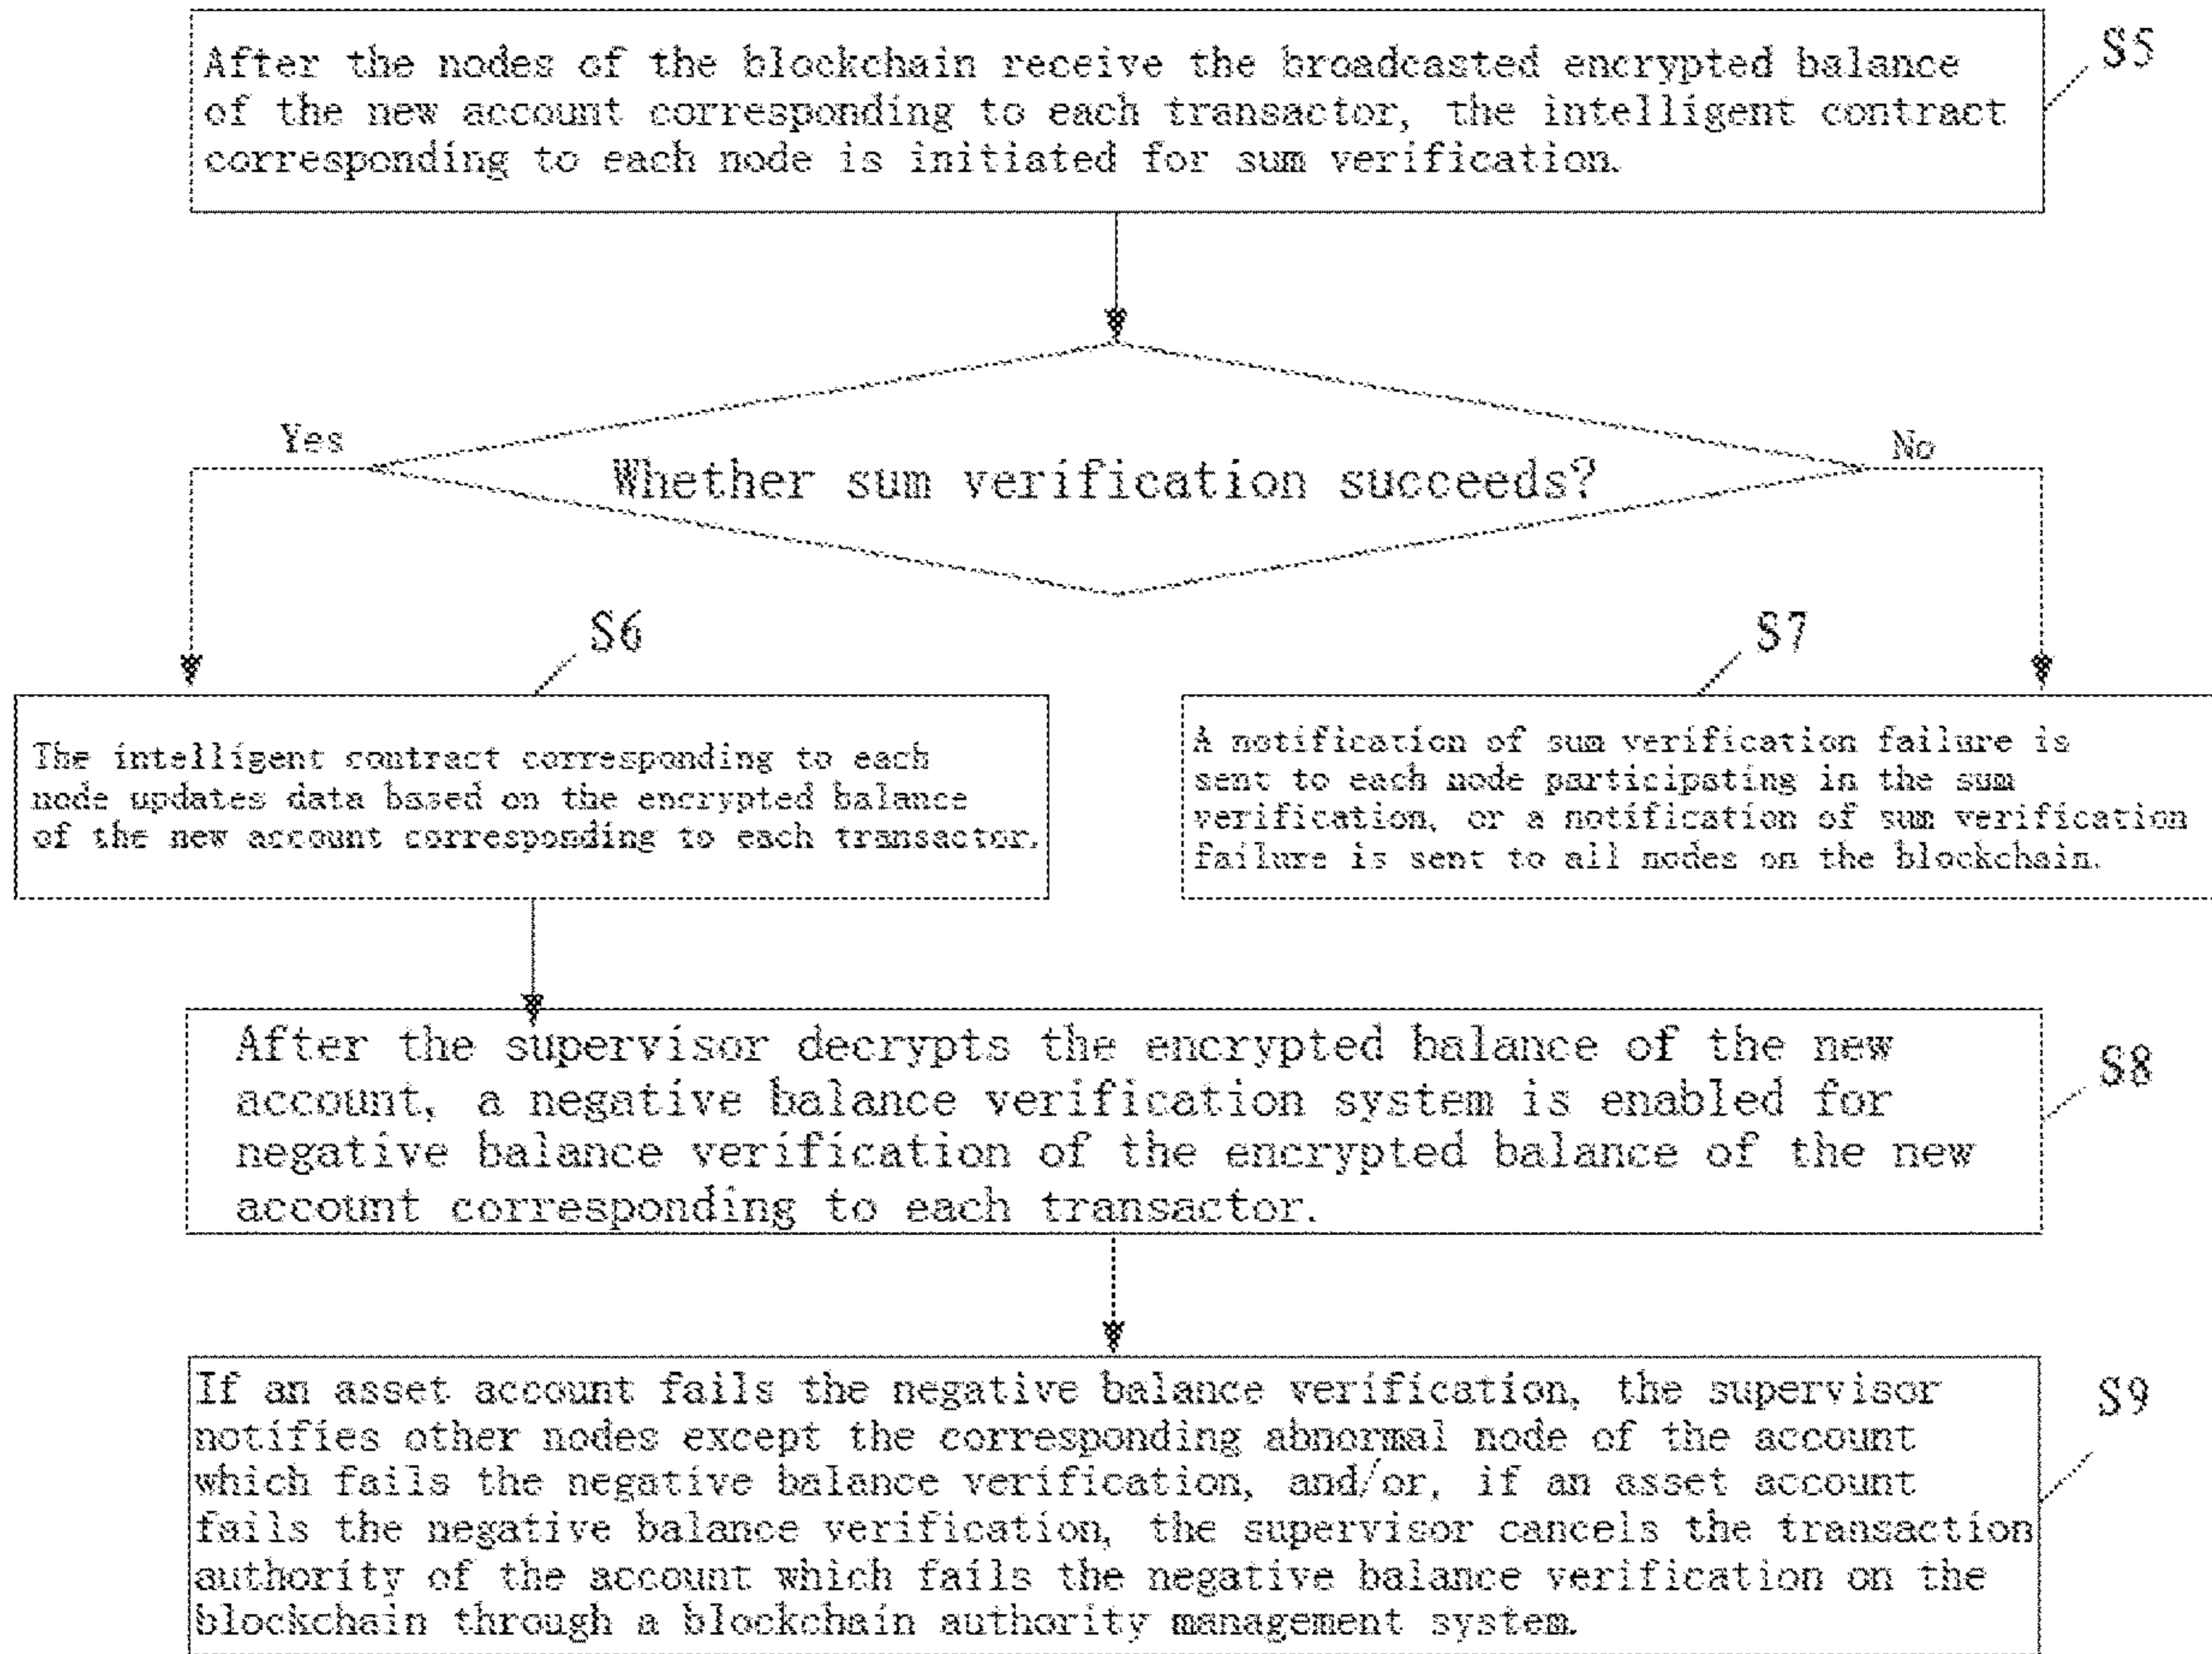 After the nodes of the blockchain receive the broadcasted encrypted balance
of the new account corresponding to each transactor, the intelligent contract
corresponding to each node is initiated for sum verification.
S5
Whether sum verification succeeds?
Yes
No
S6
The intelligent contract corresponding to each
node updates data based on the encrypted balance
of the new account corresponding to each transactor.
S7
A notification of sum verification failure is
sent to each node participating in the sum
verification, or a notification of sum verification
failure is sent to all nodes on the blockchain.
After the supervisor decrypts the encrypted balance of the new
account, a negative balance verification system is enabled for
negative balance verification of the encrypted balance of the new
account corresponding to each transactor.
S8
If an asset account fails the negative balance verification, the supervisor
notifies other nodes except the corresponding abnormal node of the account
which fails the negative balance verification, and/or, if an asset account
fails the negative balance verification, the supervisor cancels the transaction
authority of the account which fails the negative balance verification on the
blockchain through a blockchain authority management system.
S9